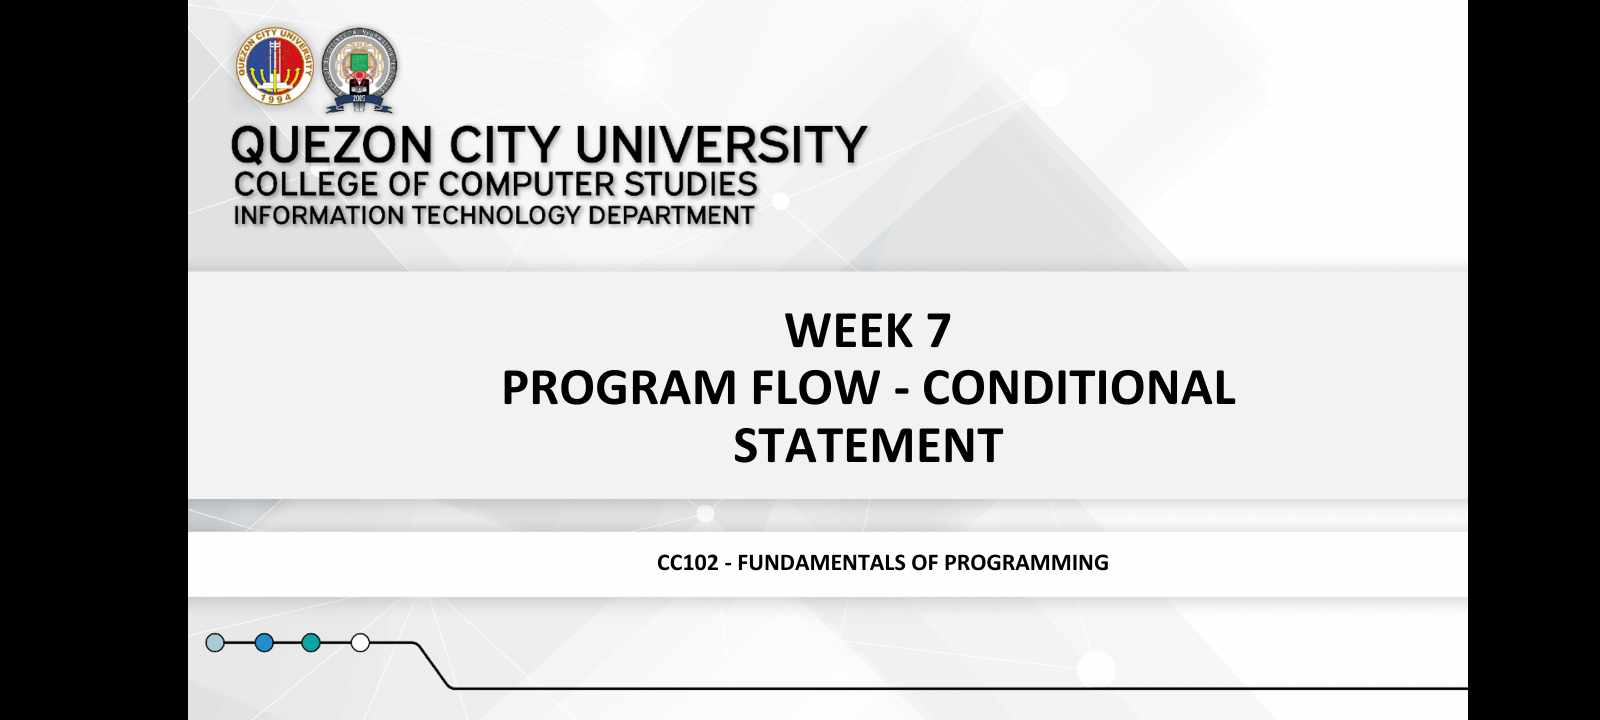 QUEZON CITY UNIVERSITY
1994
2005
QUEZON CITY UNIVERSITY
COLLEGE OF COMPUTER STUDIES
INFORMATION TECHNOLOGY DEPARTMENT
WEEK 7
PROGRAM FLOW - CONDITIONAL
STATEMENT
CC102 - FUNDAMENTALS OF PROGRAMMING